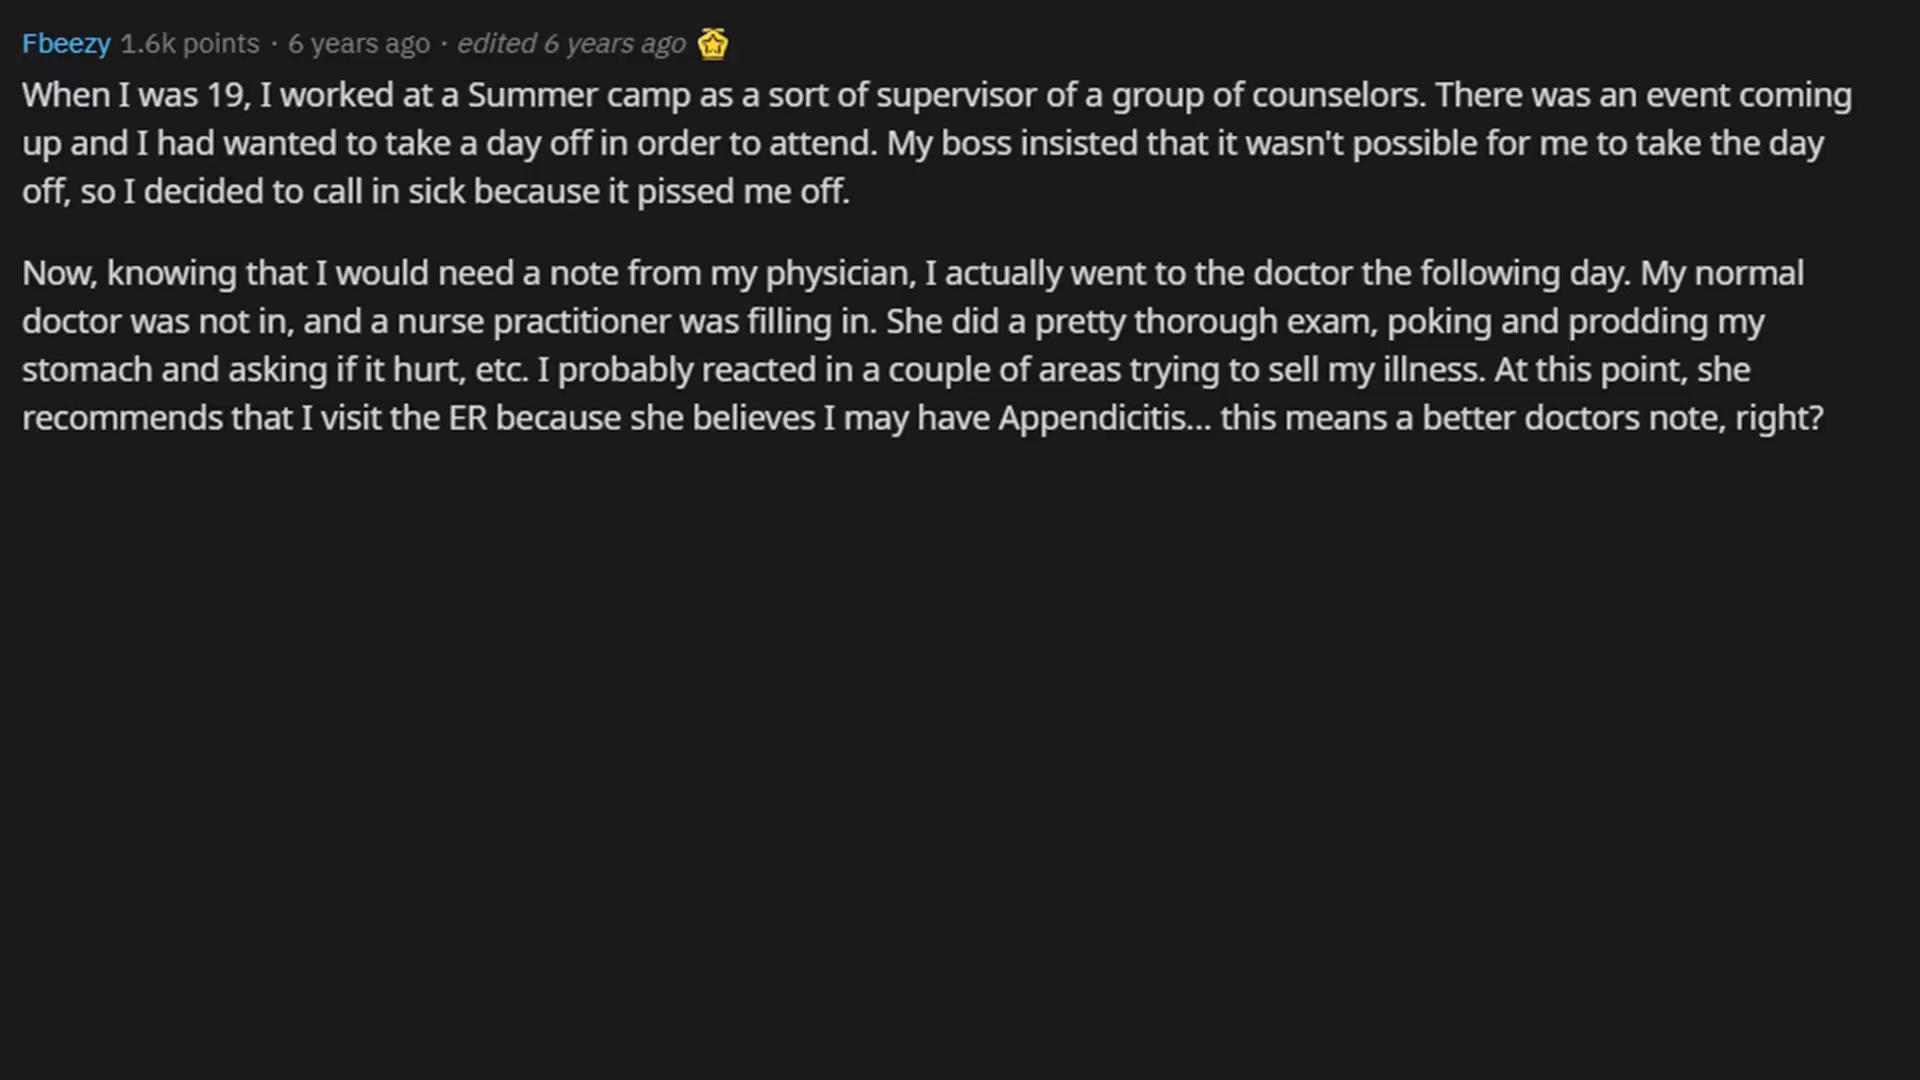 Fbeezy 1.6k points · 6 years ago · edited 6 years ago
When I was 19, I worked at a Summer camp as a sort of supervisor of a group of counselors. There was an event coming
up and I had wanted to take a day off in order to attend. My boss insisted that it wasn't possible for me to take the day
off, so I decided to call in sick because it pissed me off.
Now, knowing that I would need a note from my physician, I actually went to the doctor the following day. My normal
doctor was not in, and a nurse practitioner was filling in. She did a pretty thorough exam, poking and prodding my
stomach and asking if it hurt, etc. I probably reacted in a couple of areas trying to sell my illness. At this point, she
recommends that I visit the ER because she believes I may have Appendicitis... this means a better doctors note, right?